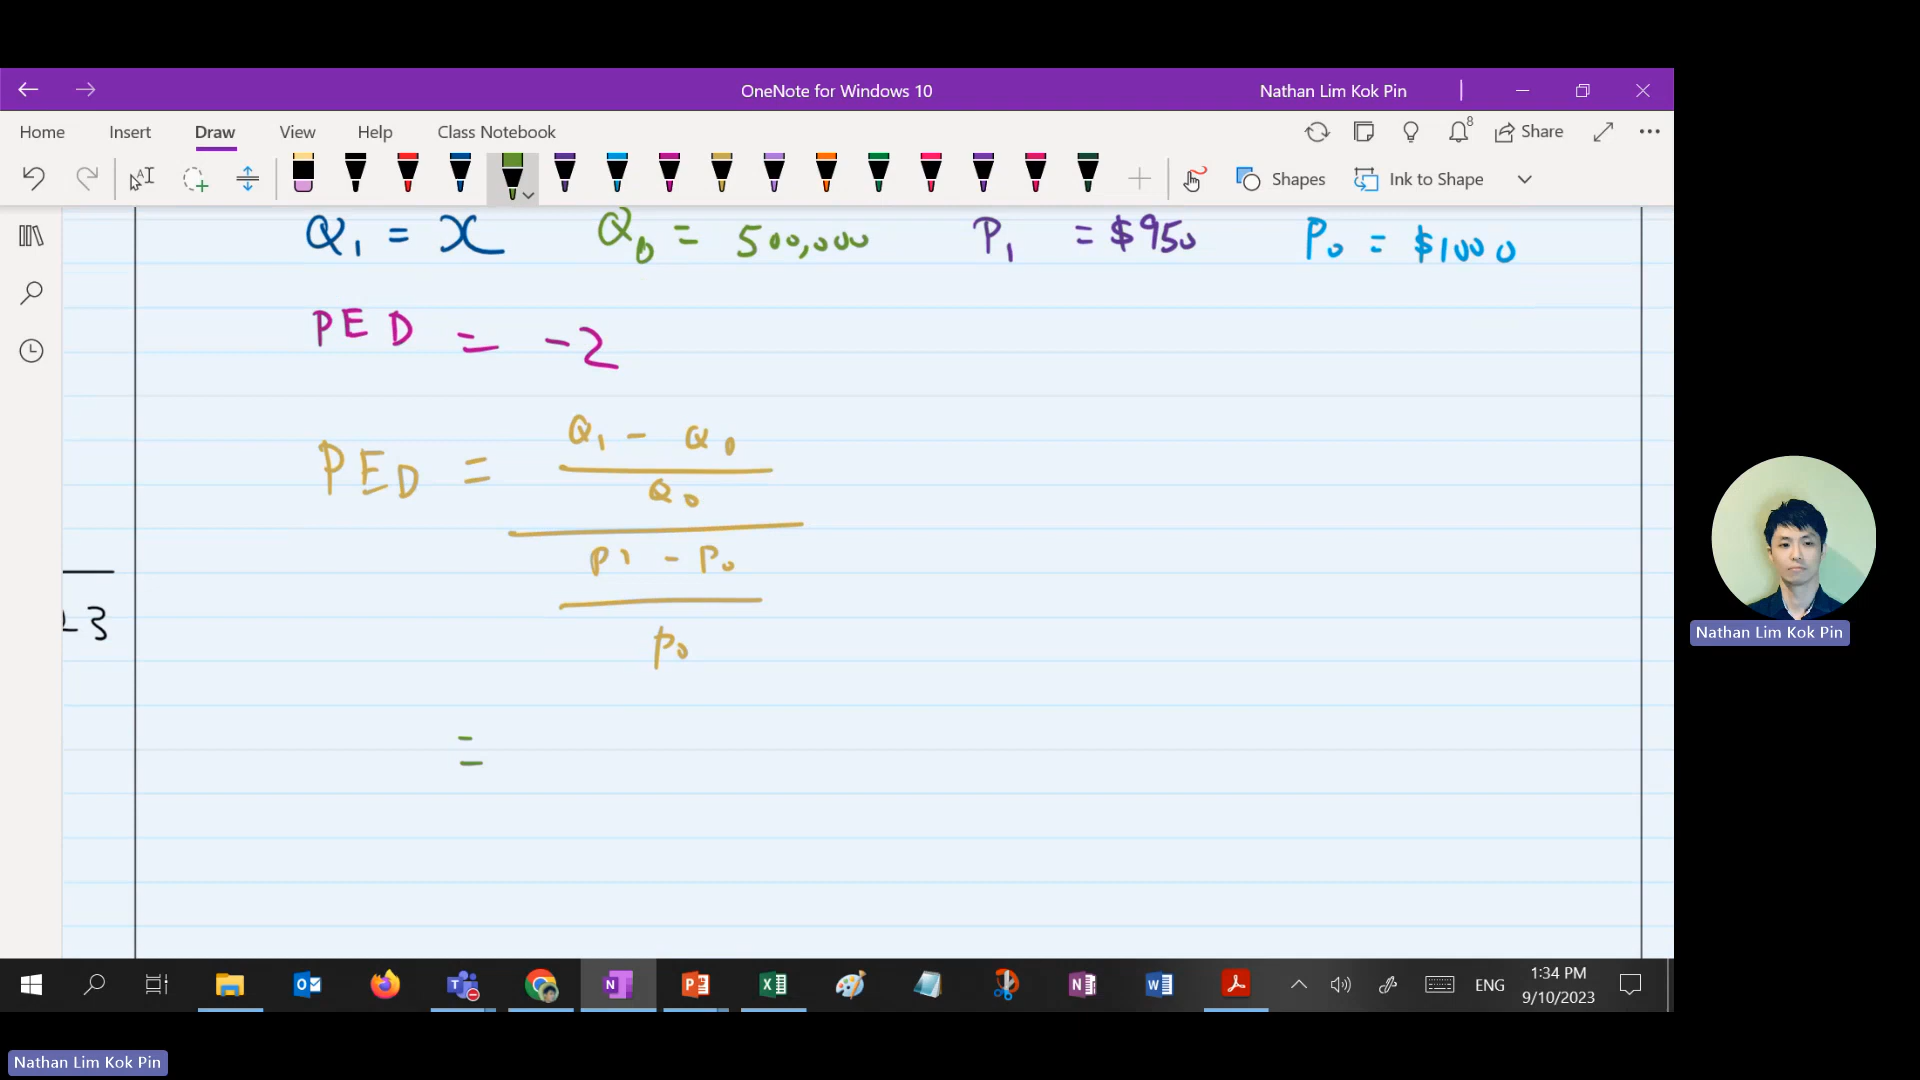 OneNote for Windows 10
Nathan Lim Kok Pin
Home Insert Draw View Help Class Notebook
8 Share
Shapes Ink to Shape
Q₁ = x Q₀ = 500,000 P₁ = $950 P₀ = $1000
PED = -2
PED = 
Q₁ - Q₀
Q₀
P₁ - P₀
P₀
23
=
Nathan Lim Kok Pin
ENG
1:34 PM
9/10/2023
Nathan Lim Kok Pin